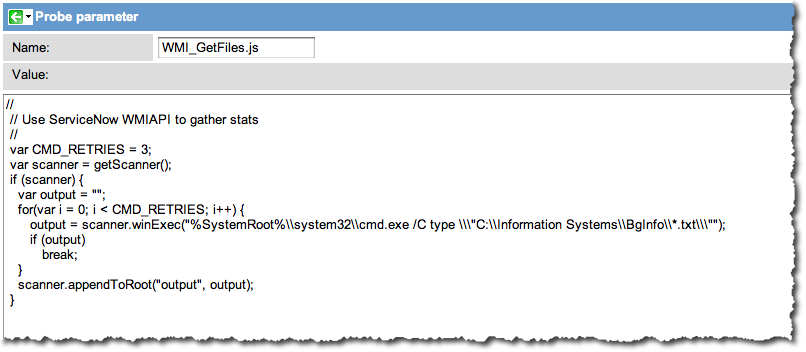 Probe parameter
Name: WMI_GetFiles.js
Value:
//
// Use ServiceNow WMIAPI to gather stats
//
var CMD_RETRIES = 3;
var scanner = getScanner();
if (scanner) {
var output = "";
for(var i = 0; i < CMD_RETRIES; i++) {
output = scanner.winExec("%SystemRoot%\\system32\\cmd.exe /C type \\\"C:\\Information Systems\\BgInfo\\*.txt\\\"");
if (output)
break;
}
scanner.appendToRoot("output", output);
}